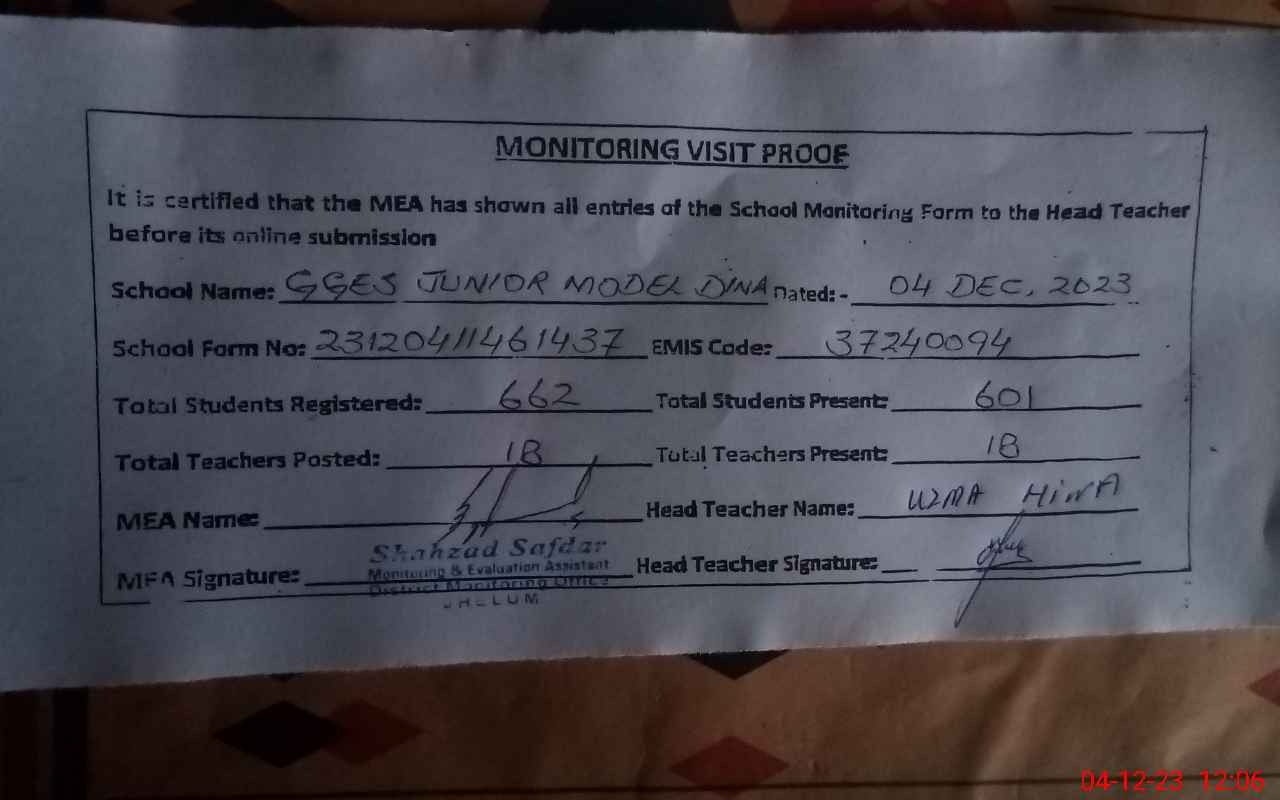 MONITORING VISIT PROOF
It is certified that the MEA has shown all entries of the School Monitoring Form to the Head Teacher
before its online submission
School Name: GGES JUNIOR MODEL DINA Dated:- 04 DEC, 2023
School Form No: 23120411461437 EMIS Code: 37240094
Total Students Registered: 662 Total Students Present: 601
Total Teachers Posted: 18 Total Teachers Present: 18
MEA Name: Head Teacher Name: UZMA HINA
Shahzad Safdar
Monitoring & Evaluation Assistant
MEA Signature: Head Teacher Signature:
District Monitoring Office
JHELUM
04-12-23 12:06